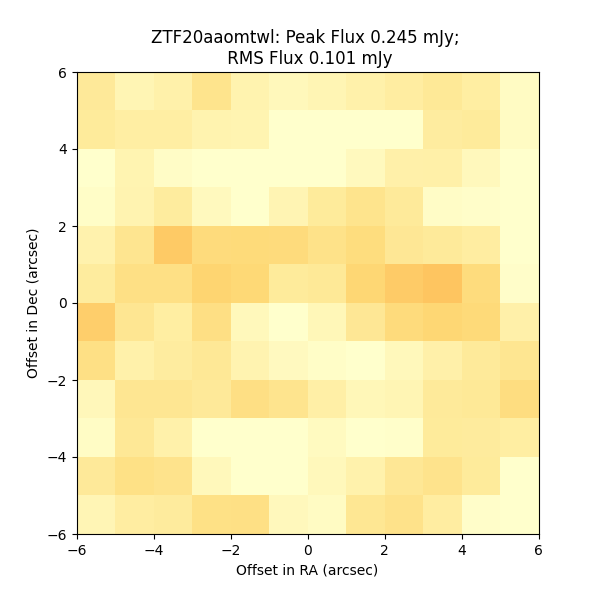 ZTF20aaomtwl: Peak Flux 0.245 mJy;
RMS Flux 0.101 mJy
6
4
2
0
−2
−4
−6
Offset in Dec (arcsec)
−6 −4 −2 0 2 4 6
Offset in RA (arcsec)